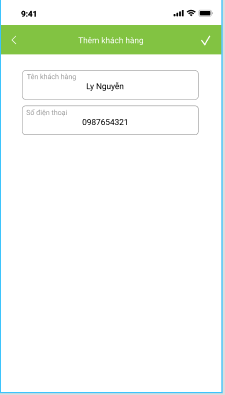 9:41
Thêm khách hàng
Tên khách hàng
Ly Nguyễn
Số điện thoại
0987654321